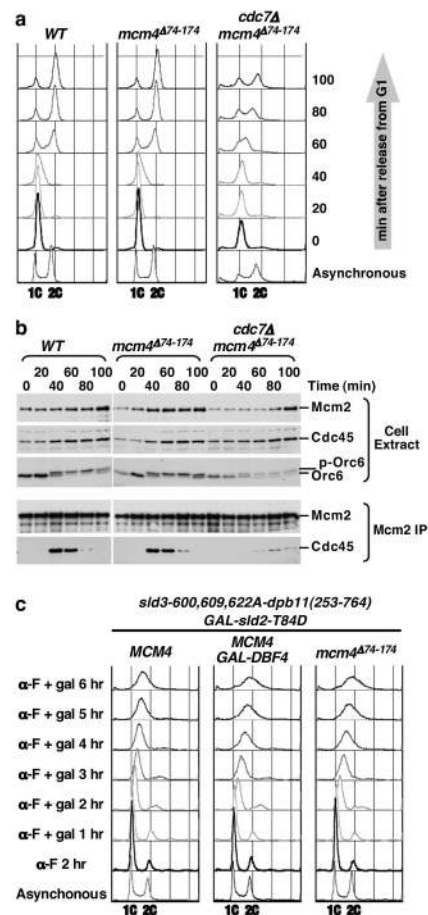 a
WT
mcm4Δ74-174
cdc7Δ
mcm4Δ74-174
100
80
60
40
20
0
Asynchronous
min after release from G1
1C 2C
1C 2C
1C 2C
b
WT
mcm4Δ74-174
cdc7Δ
mcm4Δ74-174
0 20 40 60 80 100
0 20 40 60 80 100
0 20 40 60 80 100
Time (min)
Mcm2
Cdc45
p-Orc6
Orc6
Cell
Extract
Mcm2
Cdc45
Mcm2 IP
c
sld3-600,609,622A-dpb11(253-764)
GAL-sld2-T84D
MCM4
MCM4
GAL-DBF4
mcm4Δ74-174
α-F + gal 6 hr
α-F + gal 5 hr
α-F + gal 4 hr
α-F + gal 3 hr
α-F + gal 2 hr
α-F + gal 1 hr
α-F 2 hr
Asynchonous
1C 2C
1C 2C
1C 2C